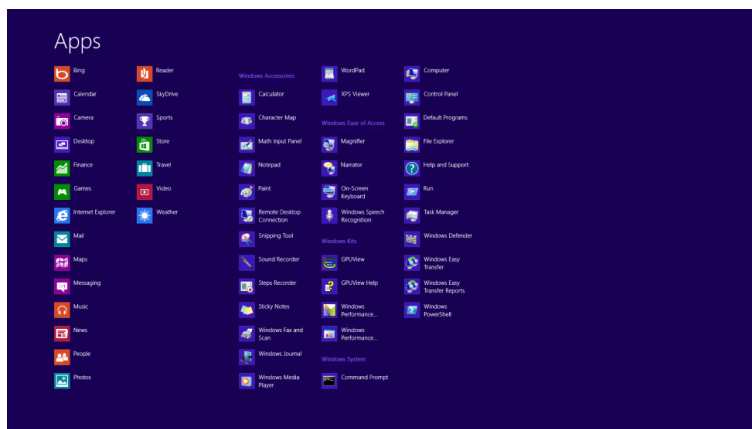 Apps
Bing
Calendar
Camera
Desktop
Finance
Games
Internet Explorer
Mail
Maps
Messaging
Music
News
People
Photos
Reader
SkyDrive
Sports
Store
Travel
Video
Weather
Windows Accessories
Calculator
Character Map
Math Input Panel
Notepad
Paint
Remote Desktop
Connection
Snipping Tool
Sound Recorder
Steps Recorder
Sticky Notes
Windows Fax and
Scan
Windows Journal
Windows Media
Player
WordPad
XPS Viewer
Windows Ease of Access
Magnifier
Narrator
On-Screen
Keyboard
Windows Speech
Recognition
Windows Kits
GPUView
GPUView Help
Windows
Performance...
Windows
Performance...
Windows System
Command Prompt
Computer
Control Panel
Default Programs
File Explorer
Help and Support
Run
Task Manager
Windows Defender
Windows Easy
Transfer
Windows Easy
Transfer Reports
Windows
PowerShell